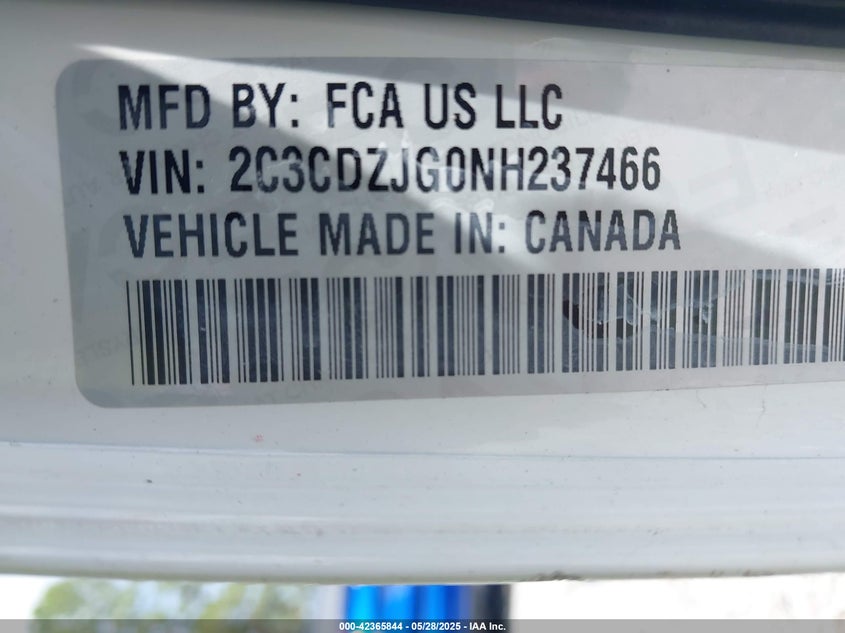 MFD BY: FCA US LLC
VIN: 2C3CDZJG0NH237466
VEHICLE MADE IN: CANADA
000-42365844 - 05/28/2025 - IAA Inc.